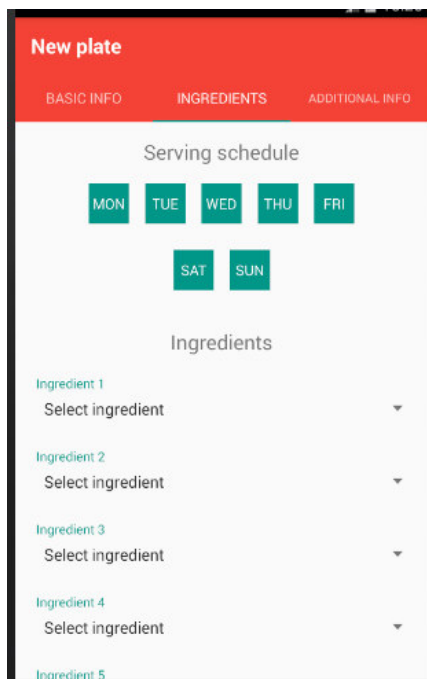 New plate
BASIC INFO INGREDIENTS ADDITIONAL INFO
Serving schedule
MON TUE WED THU FRI
SAT SUN
Ingredients
Ingredient 1
Select ingredient
Ingredient 2
Select ingredient
Ingredient 3
Select ingredient
Ingredient 4
Select ingredient
Ingredient 5